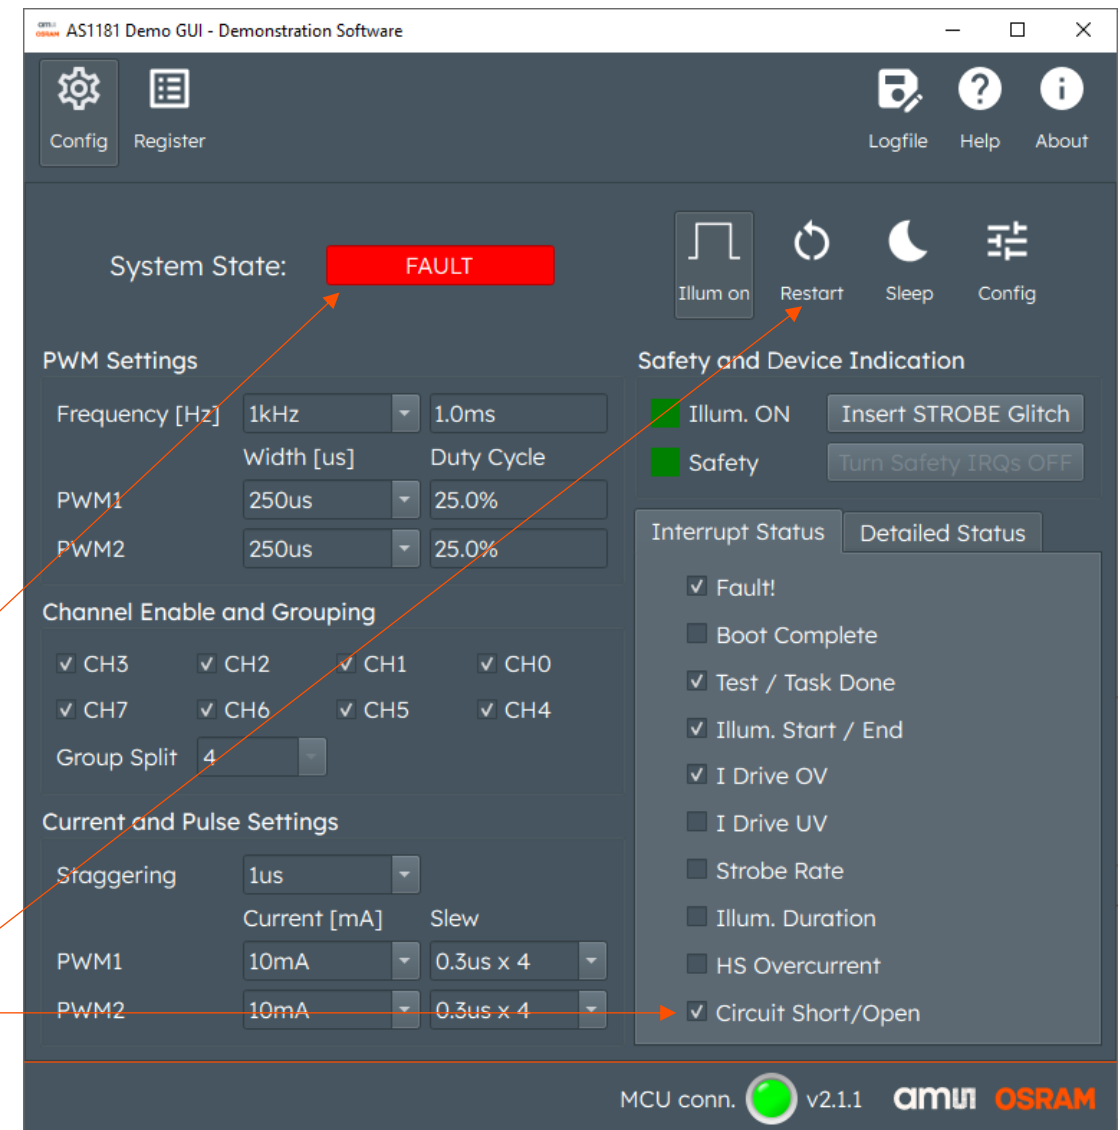 am OSRAM AS1181 Demo GUI - Demonstration Software
Config Register Logfile Help About
System State: FAULT
Illum on Restart Sleep Config
PWM Settings
Frequency [Hz] 1kHz 1.0ms
Width [us] Duty Cycle
PWM1 250us 25.0%
PWM2 250us 25.0%
Channel Enable and Grouping
CH3 CH2 CH1 CH0
CH7 CH6 CH5 CH4
Group Split 4
Current and Pulse Settings
Staggering 1us
Current [mA] Slew
PWM1 10mA 0.3us x 4
PWM2 10mA 0.3us x 4
Safety and Device Indication
Illum. ON Insert STROBE Glitch
Safety Turn Safety IRQs OFF
Interrupt Status Detailed Status
Fault!
Boot Complete
Test / Task Done
Illum. Start / End
I Drive OV
I Drive UV
Strobe Rate
Illum. Duration
HS Overcurrent
Circuit Short/Open
MCU conn. v2.1.1 amu OSRAM